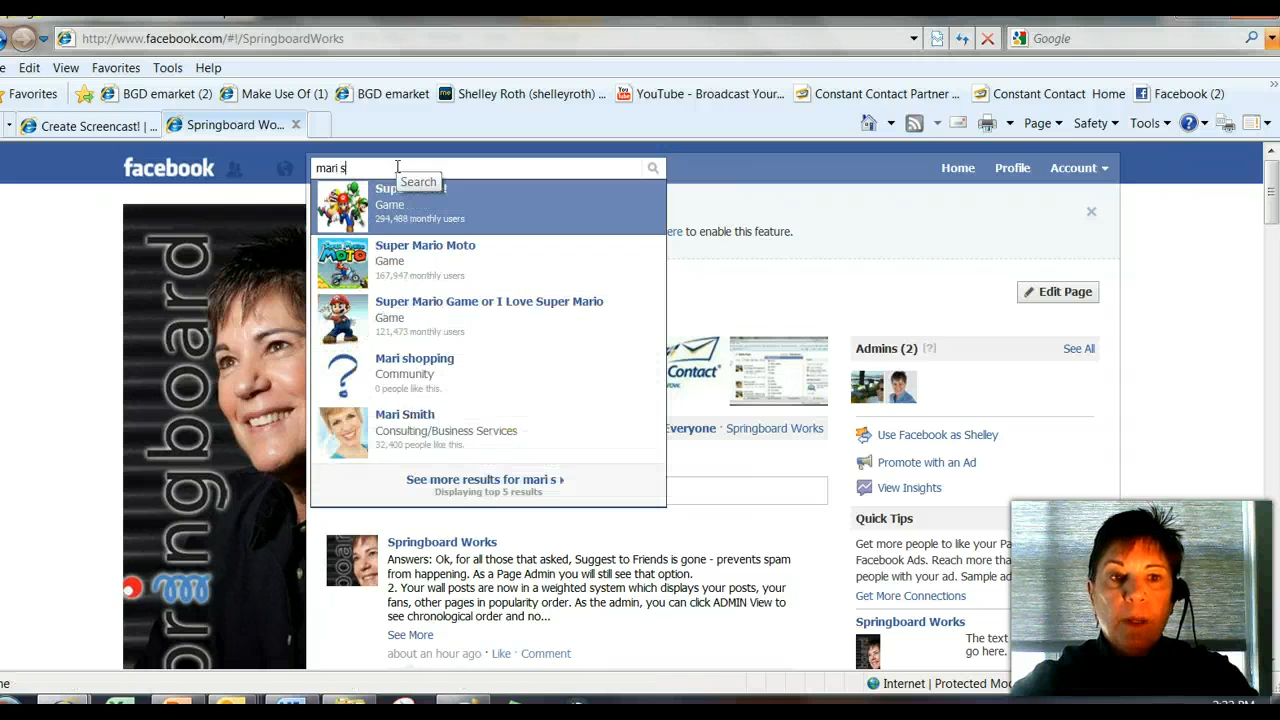 http://www.facebook.com/#!/SpringboardWorks
Google
Edit View Favorites Tools Help
Favorites
BGD emarket (2)
Make Use Of (1)
BGD emarket
Shelley Roth (shelleyroth) ...
YouTube - Broadcast Your...
Constant Contact Partner ...
Constant Contact Home
Facebook (2)
Create Screencast! | ...
Springboard Wo...
Page
Safety
Tools
facebook
mari s
Search
Home
Profile
Account
Game
294,488 monthly users
Super Mario Moto
Game
167,947 monthly users
Super Mario Game or I Love Super Mario
Game
121,473 monthly users
Mari shopping
Community
0 people like this.
Mari Smith
Consulting/Business Services
32,400 people like this.
See more results for mari s
Displaying top 5 results
to enable this feature.
Edit Page
Admins (2) [?]
See All
Contact
Everyone · Springboard Works
Use Facebook as Shelley
Promote with an Ad
View Insights
Quick Tips
Get more people to like your
Facebook Ads. Reach more
people with your ad. Sample
Get More Connections
Springboard Works
The text
go here.
Springboard Works
Answers: Ok, for all those that asked, Suggest to Friends is gone - prevents spam
from happening. As a Page Admin you will still see that option.
2. Your wall posts are now in a weighted system which displays your posts, your
fans, other pages in popularity order. As the admin, you can click ADMIN View to
see chronological order and no...
See More
about an hour ago · Like · Comment
Internet | Protected